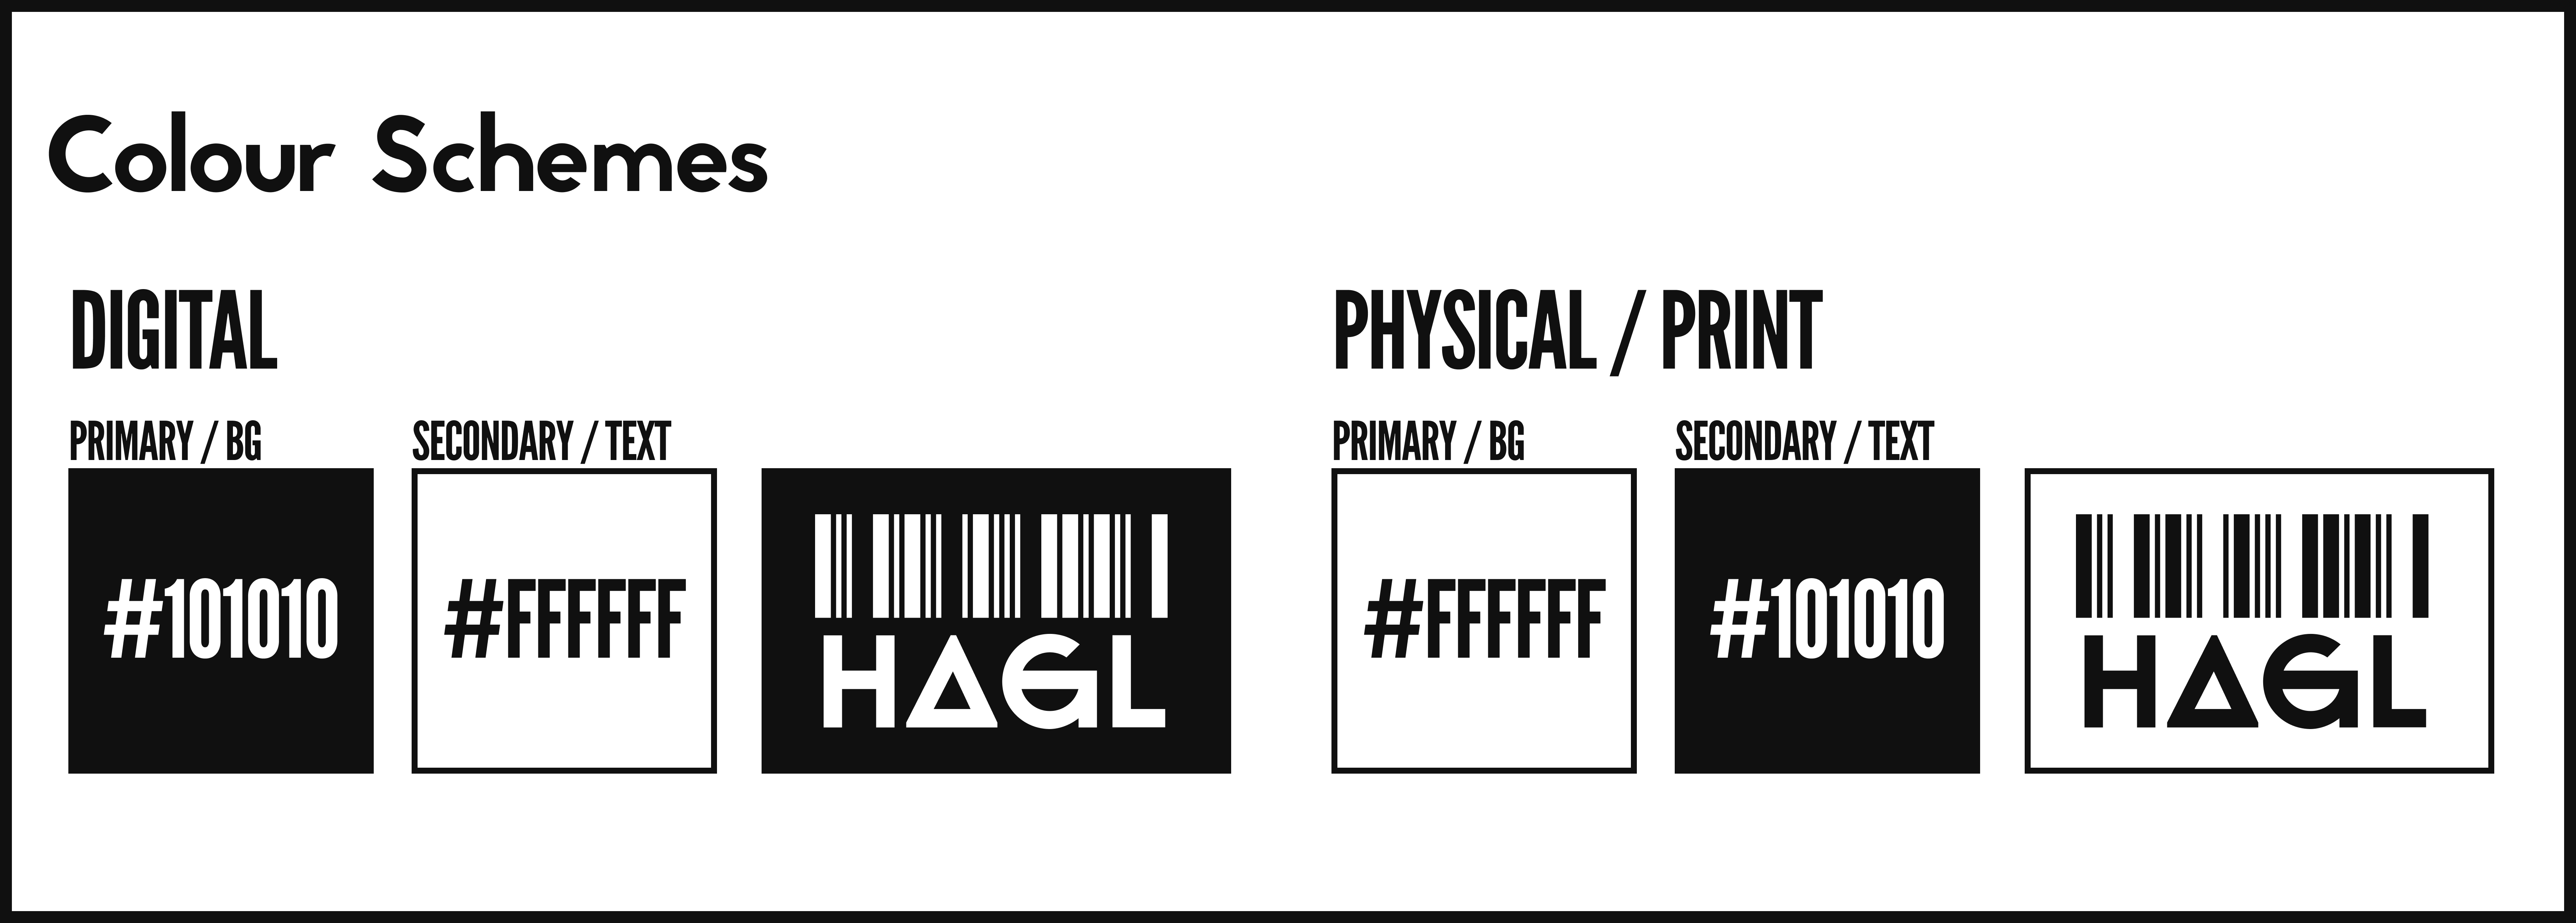 Colour Schemes
DIGITAL
PRIMARY / BG
SECONDARY / TEXT
#101010
#FFFFFF
HAGL
PHYSICAL / PRINT
PRIMARY / BG
SECONDARY / TEXT
#FFFFFF
#101010
HAGL